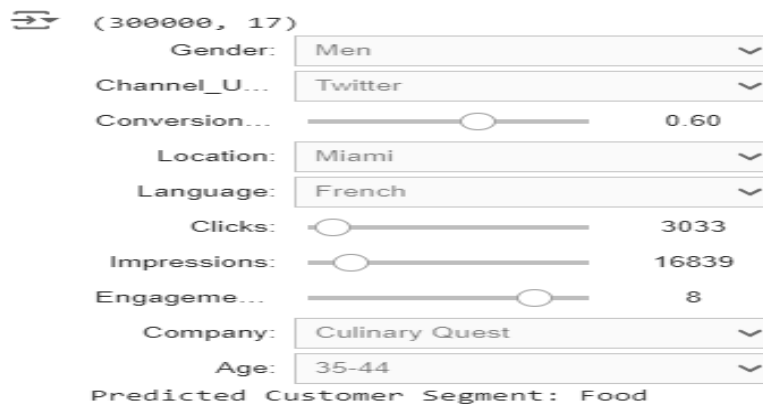 (300000, 17)
Gender: Men
Channel_U... Twitter
Conversion... 0.60
Location: Miami
Language: French
Clicks: 3033
Impressions: 16839
Engageme... 8
Company: Culinary Quest
Age: 35-44
Predicted Customer Segment: Food